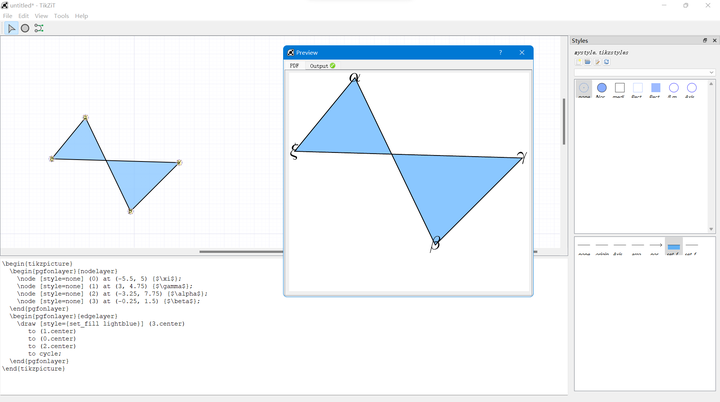 untitled* - TikZiT
File Edit View Tools Help
Preview
?
PDF Output
α
ξ
γ
β
Styles
mystyle.tikzstyles
none
\begin{tikzpicture}
\begin{pgfonlayer}{nodelayer}
\node [style=none] (0) at (-5.5, 5) {$\xi$};
\node [style=none] (1) at (3, 4.75) {$\gamma$};
\node [style=none] (2) at (-3.25, 7.75) {$\alpha$};
\node [style=none] (3) at (-0.25, 1.5) {$\beta$};
\end{pgfonlayer}
\begin{pgfonlayer}{edgelayer}
\draw [style={set_fill lightblue}] (3.center)
to (1.center)
to (0.center)
to (2.center)
to cycle;
\end{pgfonlayer}
\end{tikzpicture}